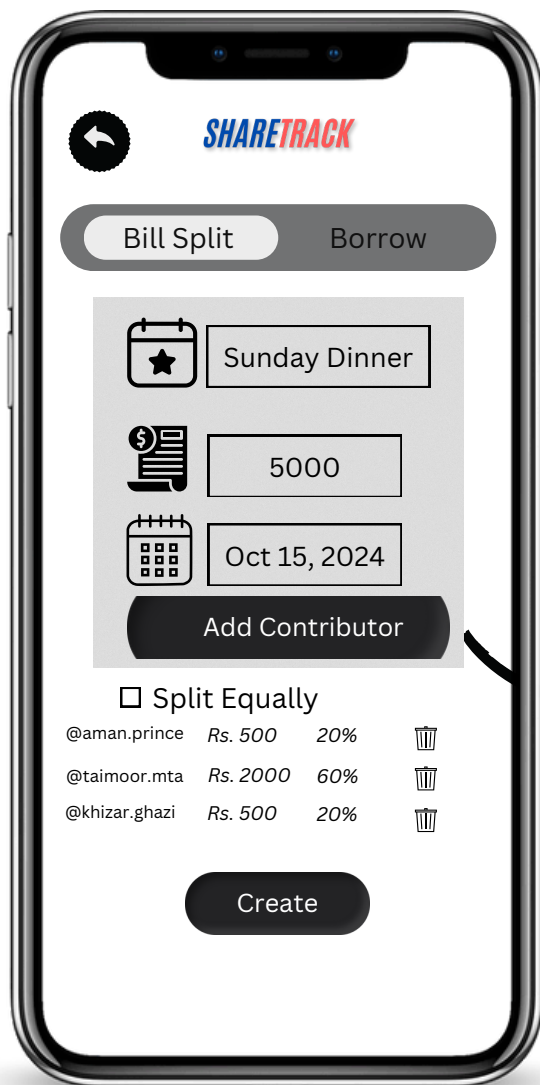 SHARETRACK
Bill Split Borrow
Sunday Dinner
$
5000
Oct 15, 2024
Add Contributor
Split Equally
@aman.prince Rs. 500 20%
@taimoor.mta Rs. 2000 60%
@khizar.ghazi Rs. 500 20%
Create